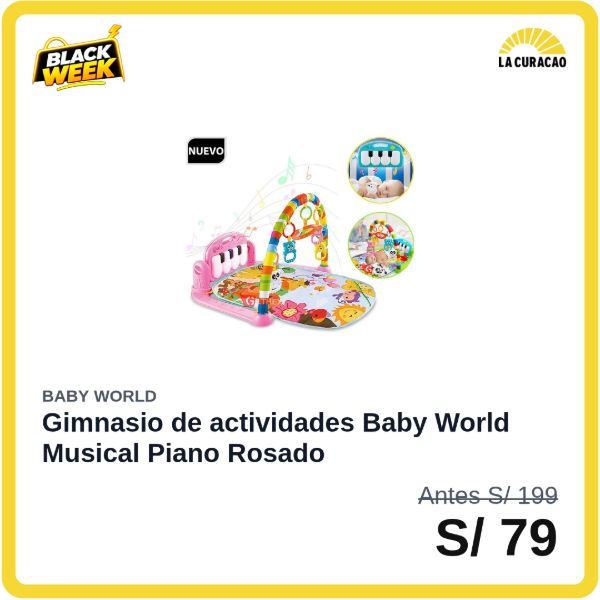 BLACK
WEEK
LA CURACAO
NUEVO
BABY WORLD
Gimnasio de actividades Baby World
Musical Piano Rosado
Antes S/ 199
S/ 79